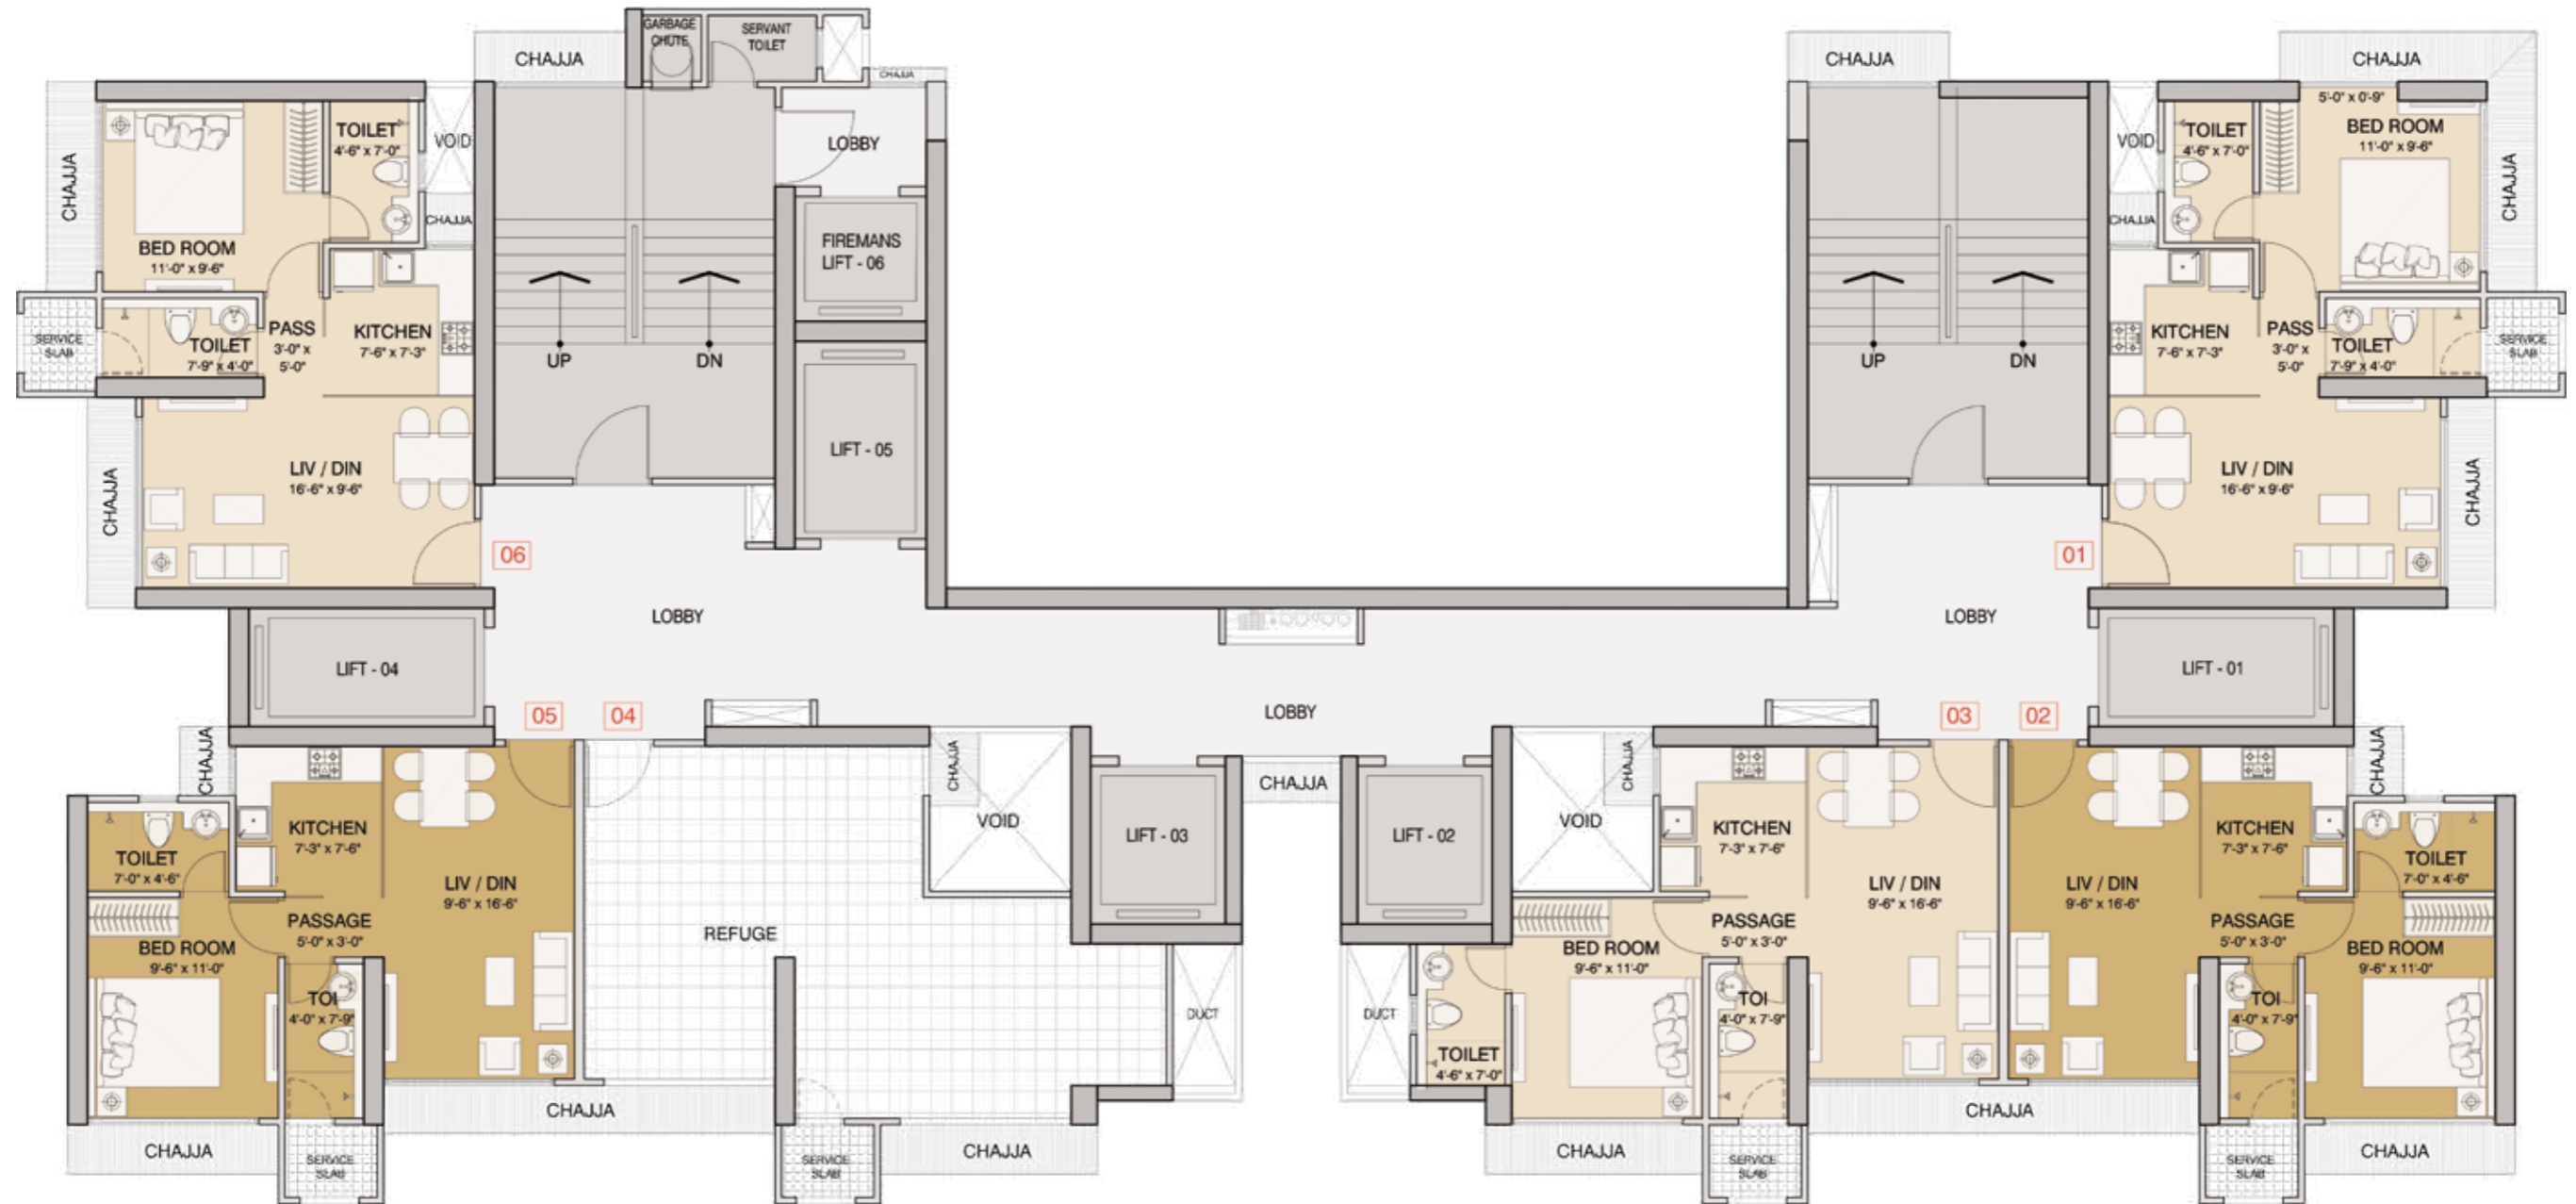 GARBAGE
CHUTE
SERVANT
TOILET
CHAJJA
CHAJJA
LOBBY
CHAJJA
CHAJJA
5'-0" x 0'-9"
CHAJJA
BED ROOM
11'-0" x 9'-6"
TOILET
4'-6" x 7'-0"
VOID
CHAJJA
KITCHEN
7'-6" x 7'-3"
PASS
3'-0" x
5'-0"
TOILET
7'-9" x 4'-0"
SERVICE
SLAB
LIV / DIN
16'-6" x 9'-6"
CHAJJA
06
UP
DN
FIREMANS
LIFT - 06
LIFT - 05
UP
DN
VOID
CHAJJA
TOILET
4'-6" x 7'-0"
BED ROOM
11'-0" x 9'-6"
CHAJJA
KITCHEN
7'-6" x 7'-3"
PASS
3'-0" x
5'-0"
TOILET
7'-9" x 4'-0"
SERVICE
SLAB
LIV / DIN
16'-6" x 9'-6"
CHAJJA
01
LOBBY
LOBBY
LOBBY
LIFT - 04
LIFT - 01
05
04
03
02
CHAJJA
KITCHEN
7'-3" x 7'-6"
TOILET
7'-0" x 4'-6"
LIV / DIN
9'-6" x 16'-6"
PASSAGE
5'-0" x 3'-0"
BED ROOM
9'-6" x 11'-0"
TOI
4'-0" x 7'-9"
CHAJJA
SERVICE
SLAB
CHAJJA
REFUGE
CHAJJA
VOID
LIFT - 03
CHAJJA
LIFT - 02
DUCT
SERVICE
SLAB
CHAJJA
VOID
CHAJJA
DUCT
KITCHEN
7'-3" x 7'-6"
LIV / DIN
9'-6" x 16'-6"
PASSAGE
5'-0" x 3'-0"
BED ROOM
9'-6" x 11'-0"
TOILET
4'-6" x 7'-0"
TOI
4'-0" x 7'-9"
CHAJJA
SERVICE
SLAB
CHAJJA
LIV / DIN
9'-6" x 16'-6"
KITCHEN
7'-3" x 7'-6"
CHAJJA
TOILET
7'-0" x 4'-6"
PASSAGE
5'-0" x 3'-0"
BED ROOM
9'-6" x 11'-0"
TOI
4'-0" x 7'-9"
SERVICE
SLAB
CHAJJA